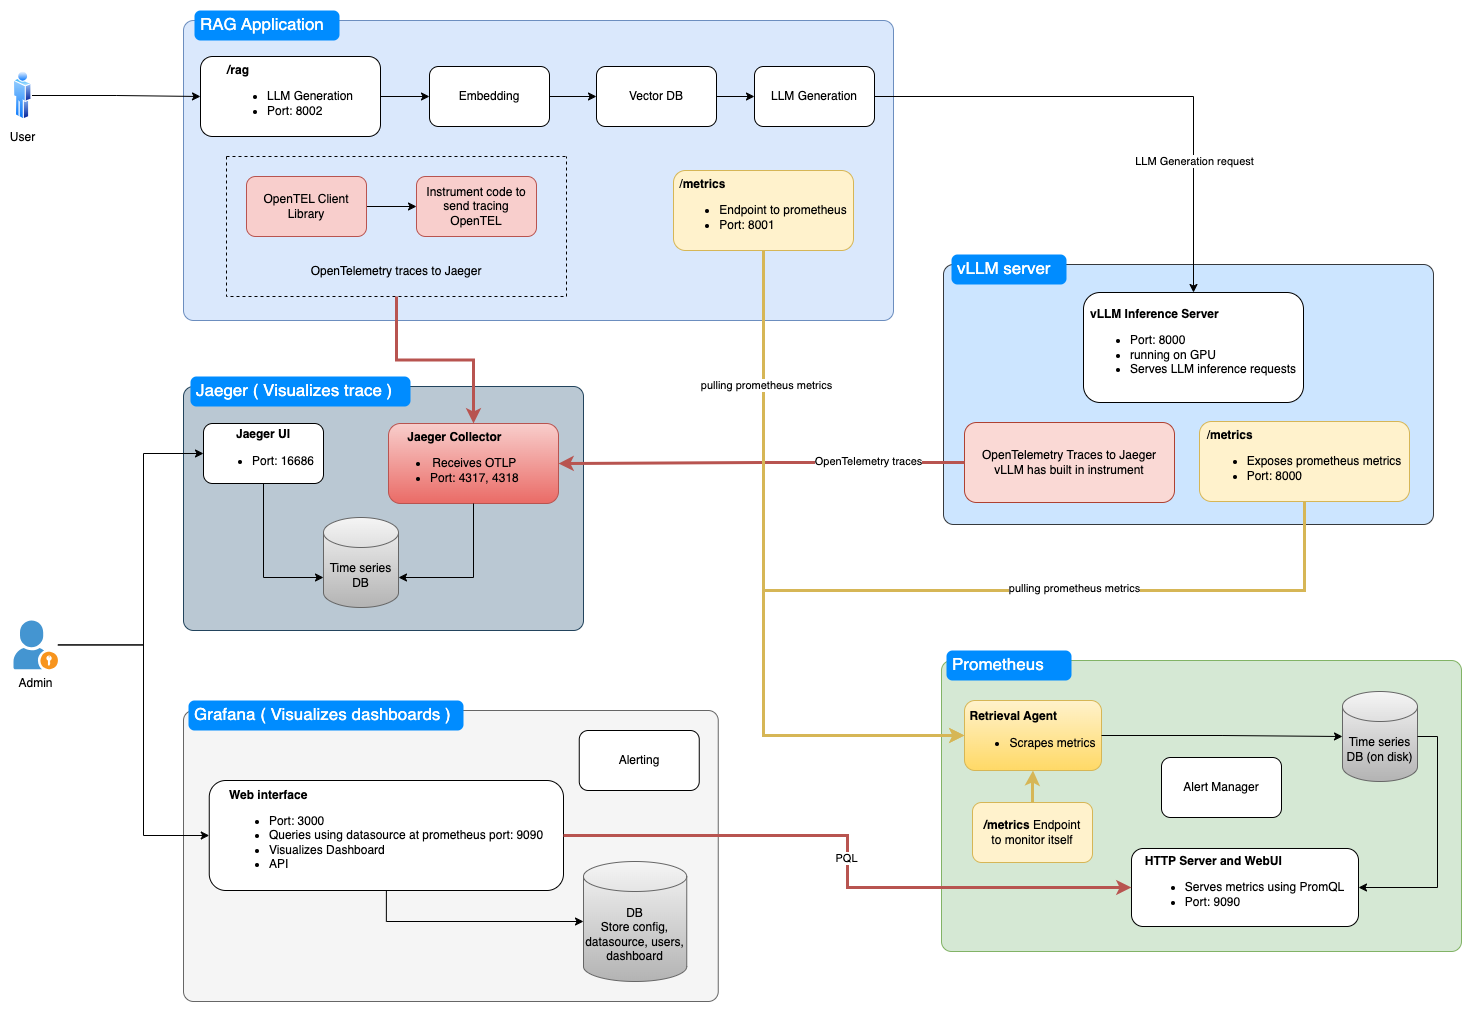 RAG Application
/rag
LLM Generation
Port: 8002
Embedding
Vector DB
LLM Generation
User
LLM Generation request
OpenTEL Client
Library
Instrument code to
send tracing
OpenTEL
OpenTelemetry traces to Jaeger
/metrics
Endpoint to prometheus
Port: 8001
vLLM server
vLLM Inference Server
Port: 8000
running on GPU
Serves LLM inference requests
OpenTelemetry Traces to Jaeger
vLLM has built in instrument
/metrics
Exposes prometheus metrics
Port: 8000
pulling prometheus metrics
Jaeger ( Visualizes trace )
Jaeger UI
Port: 16686
Jaeger Collector
Receives OTLP
Port: 4317, 4318
OpenTelemetry traces
Time series
DB
pulling prometheus metrics
Admin
Prometheus
Retrieval Agent
Scrapes metrics
Time series
DB (on disk)
Alert Manager
/metrics Endpoint
to monitor itself
HTTP Server and WebUI
Serves metrics using PromQL
Port: 9090
Grafana ( Visualizes dashboards )
Alerting
Web interface
Port: 3000
Queries using datasource at prometheus port: 9090
Visualizes Dashboard
API
PQL
DB
Store config,
datasource, users,
dashboard